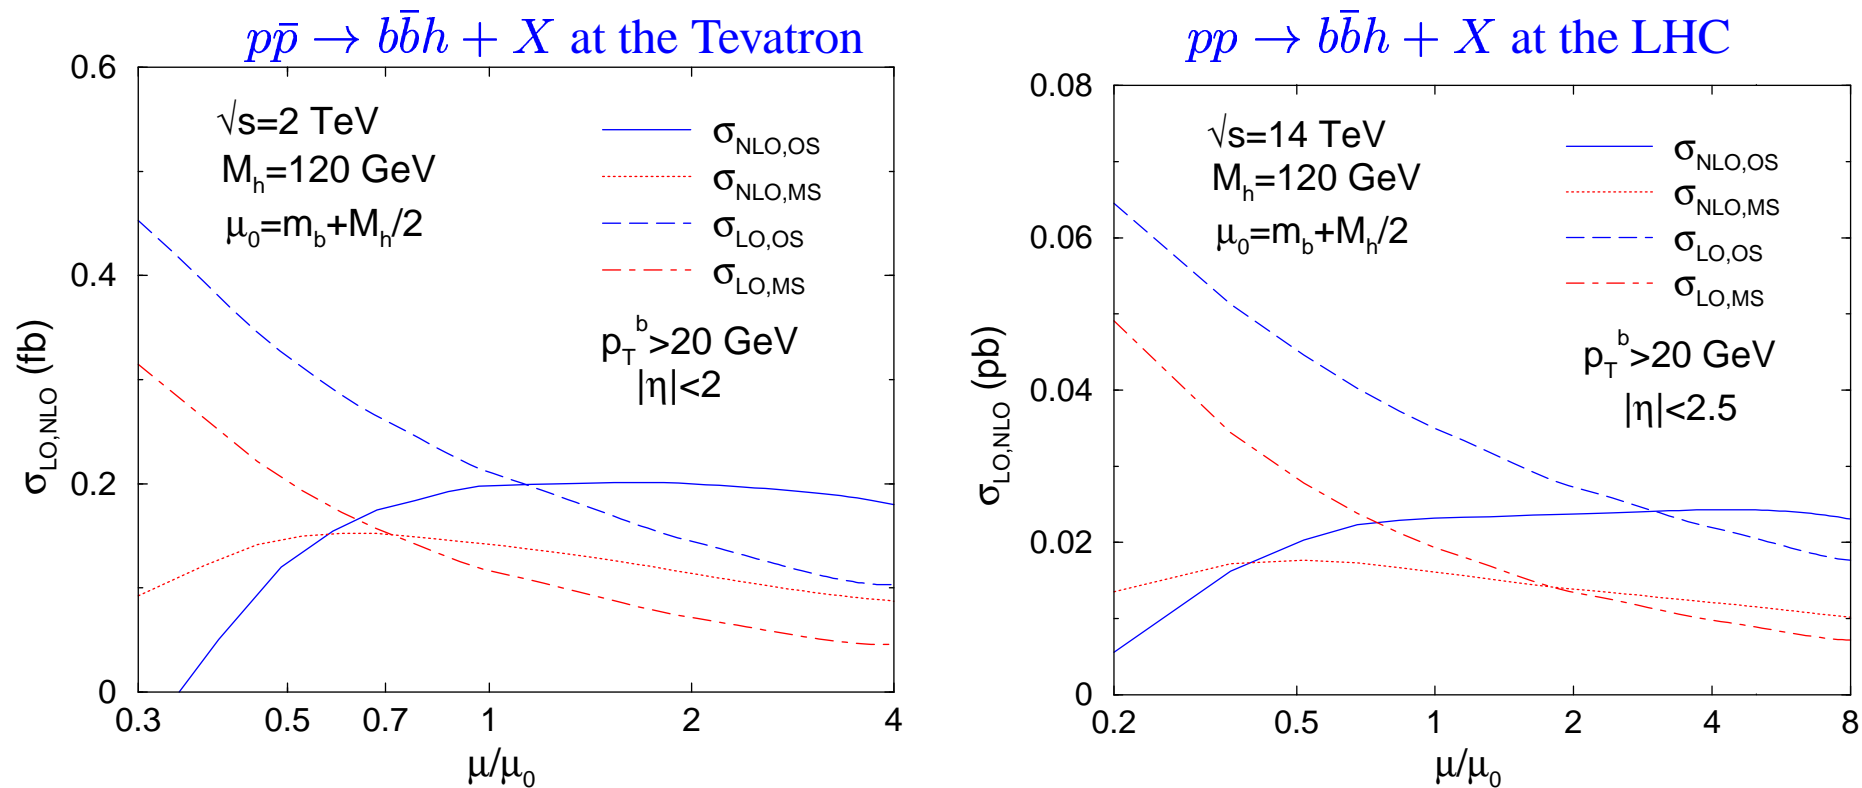 pp̄ → bb̄h + X at the Tevatron
0.6
0.4
0.2
0
σ_LO,NLO (fb)
√s=2 TeV
M_h=120 GeV
μ_0=m_b+M_h/2
σ_NLO,OS
σ_NLO,MS
σ_LO,OS
σ_LO,MS
p_T^b>20 GeV
|η|<2
0.3 0.5 0.7 1 2 4
μ/μ_0
pp → bb̄h + X at the LHC
0.08
0.06
0.04
0.02
0
σ_LO,NLO (pb)
√s=14 TeV
M_h=120 GeV
μ_0=m_b+M_h/2
σ_NLO,OS
σ_NLO,MS
σ_LO,OS
σ_LO,MS
p_T^b>20 GeV
|η|<2.5
0.2 0.5 1 2 4 8
μ/μ_0